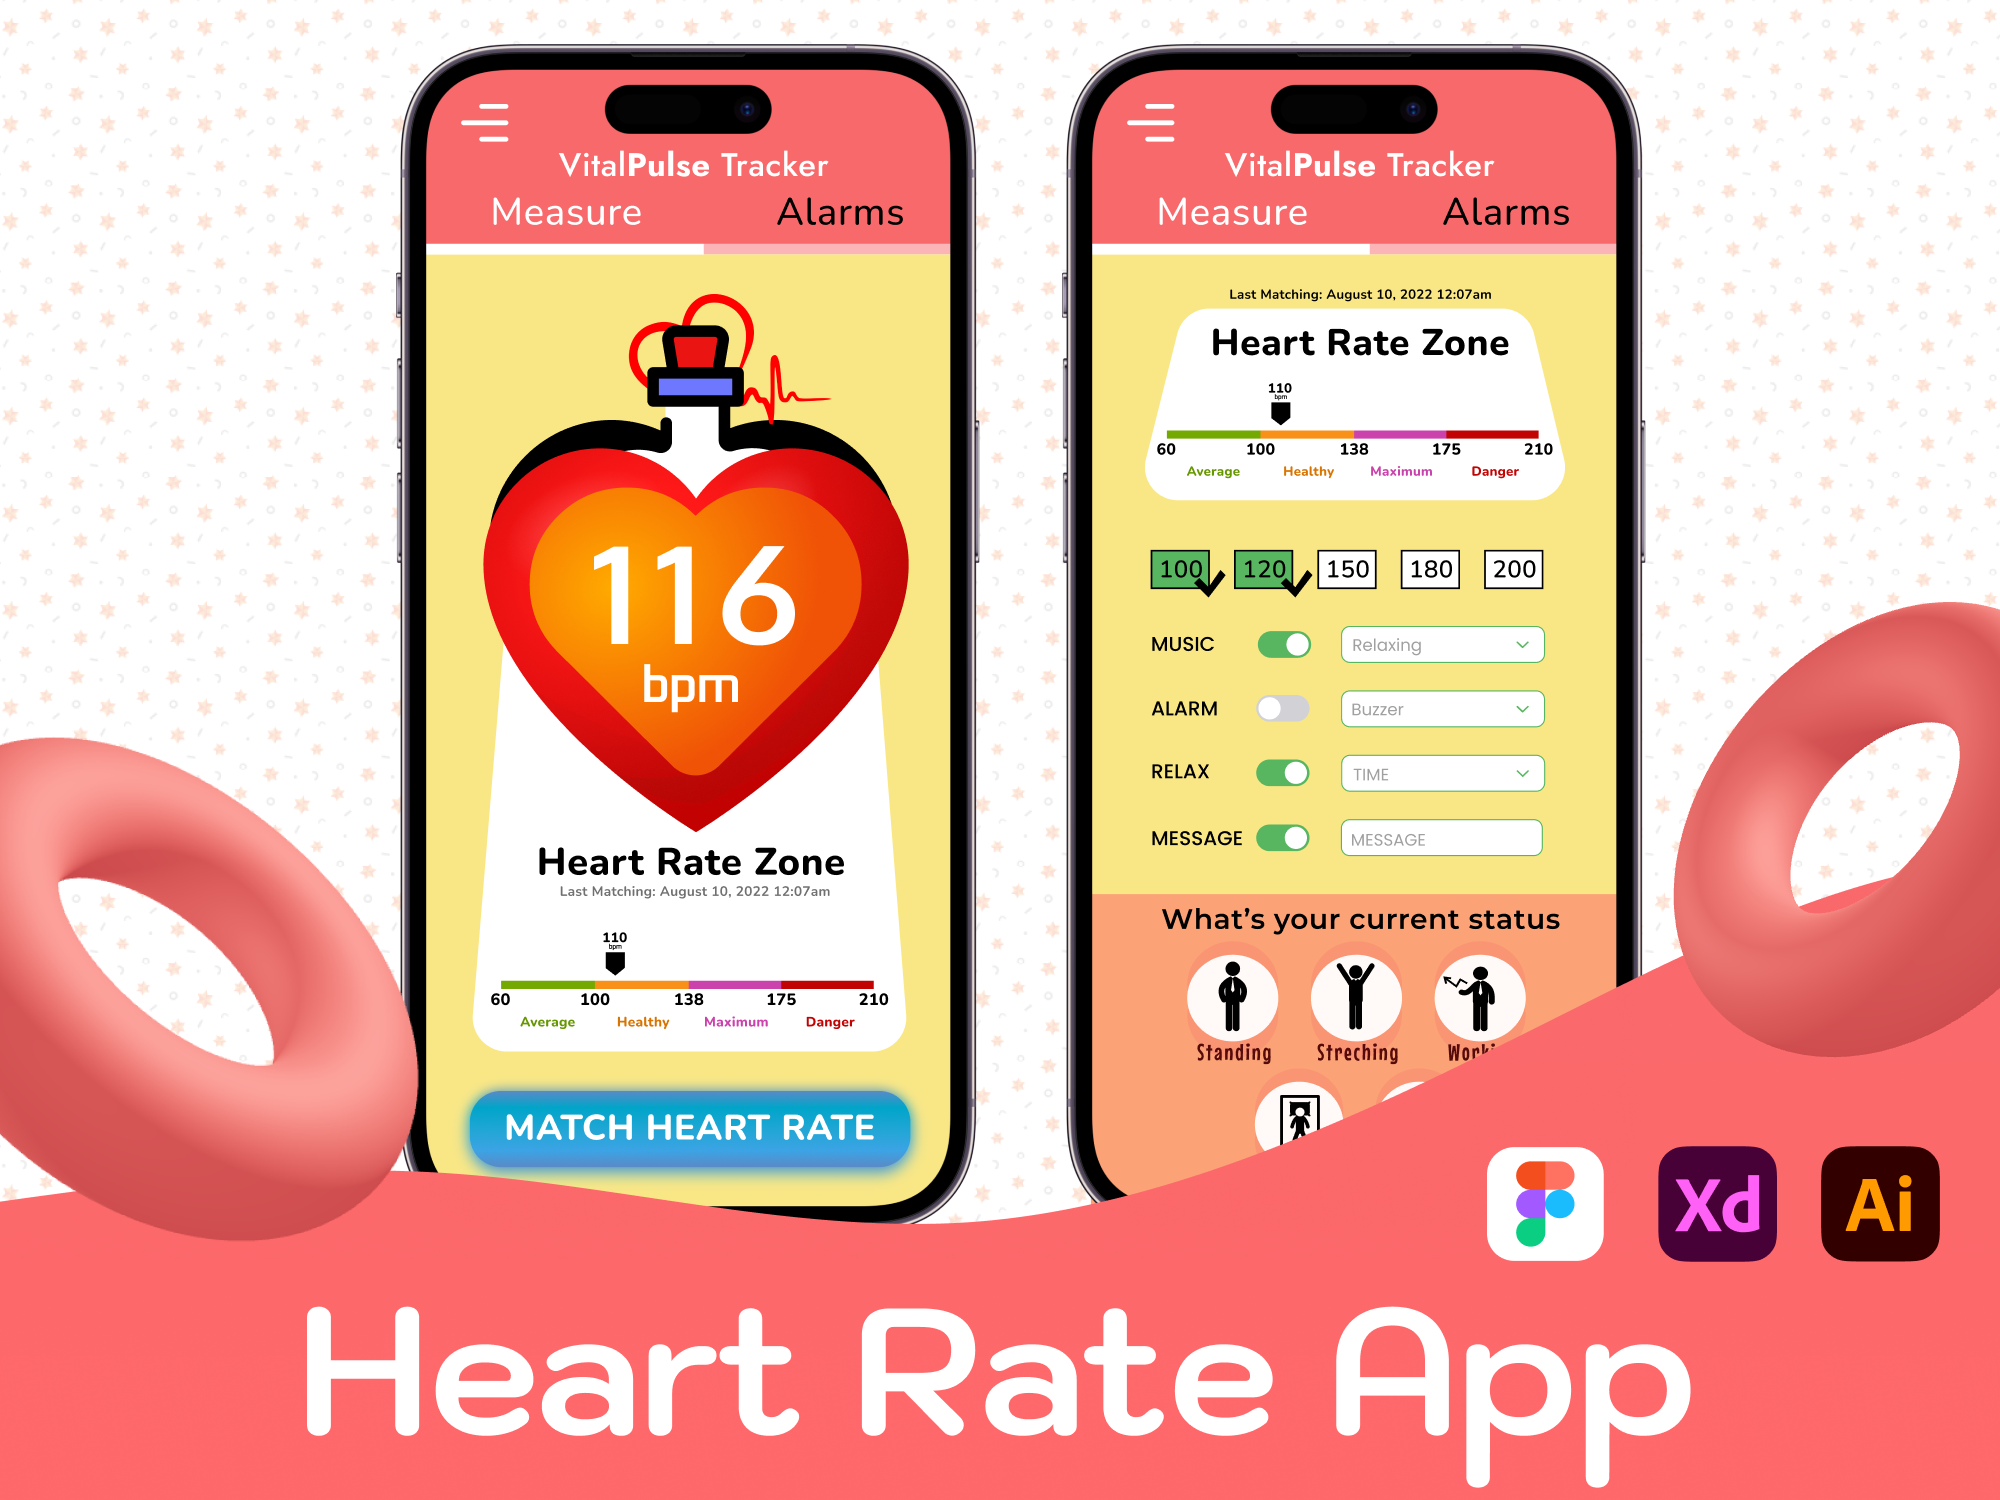 VitalPulse Tracker
Measure Alarms
116
bpm
Heart Rate Zone
Last Matching: August 10, 2022 12:07am
110
bpm
60 100 138 175 210
Average Healthy Maximum Danger
MATCH HEART RATE
VitalPulse Tracker
Measure Alarms
Last Matching: August 10, 2022 12:07am
Heart Rate Zone
110
bpm
60 100 138 175 210
Average Healthy Maximum Danger
100 120 150 180 200
MUSIC Relaxing
ALARM Buzzer
RELAX TIME
MESSAGE MESSAGE
What's your current status
Standing Streching
Xd Ai
Heart Rate App